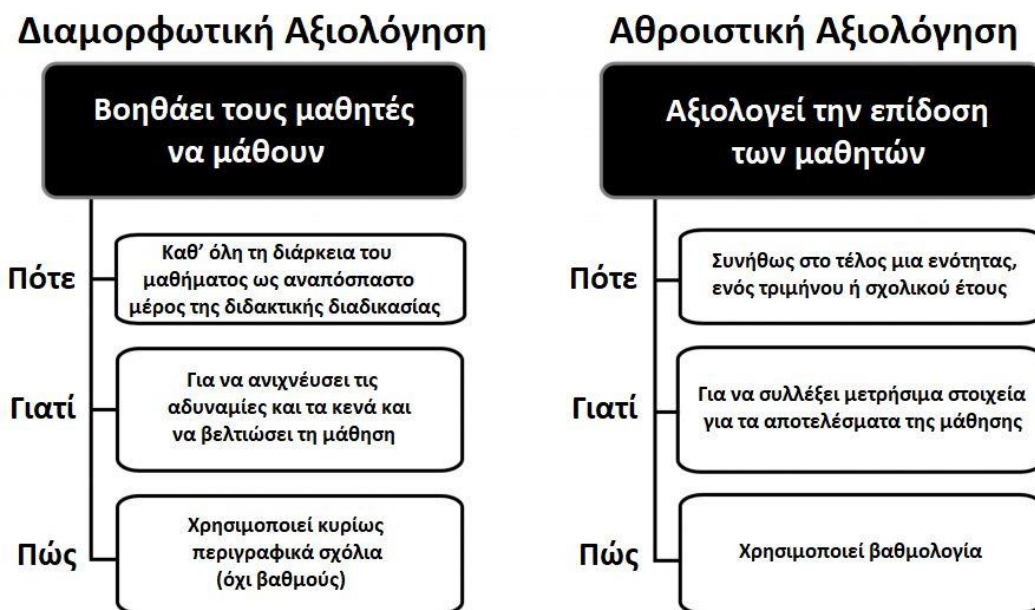 Διαμορφωτική Αξιολόγηση
Βοηθάει τους μαθητές
να μάθουν
Πότε
Καθ’ όλη τη διάρκεια του
μαθήματος ως αναπόσπαστο
μέρος της διδακτικής διαδικασίας
Γιατί
Για να ανιχνέυσει τις
αδυναμίες και τα κενά και
να βελτιώσει τη μάθηση
Πώς
Χρησιμοποιεί κυρίως
περιγραφικά σχόλια
(όχι βαθμούς)
Αθροιστική Αξιολόγηση
Αξιολογεί την επίδοση
των μαθητών
Πότε
Συνήθως στο τέλος μια ενότητας,
ενός τριμήνου ή σχολικού έτους
Γιατί
Για να συλλέξει μετρήσιμα στοιχεία
για τα αποτελέσματα της μάθησης
Πώς
Χρησιμοποιεί βαθμολογία